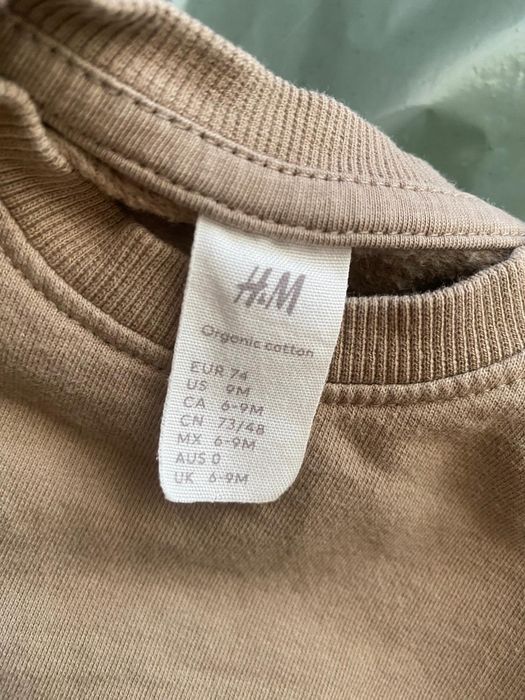 H&M
Organic cotton
EUR 74
US 9M
CA 6-9M
CN 73/48
MX 6-9M
AUS 0
UK 6-9M